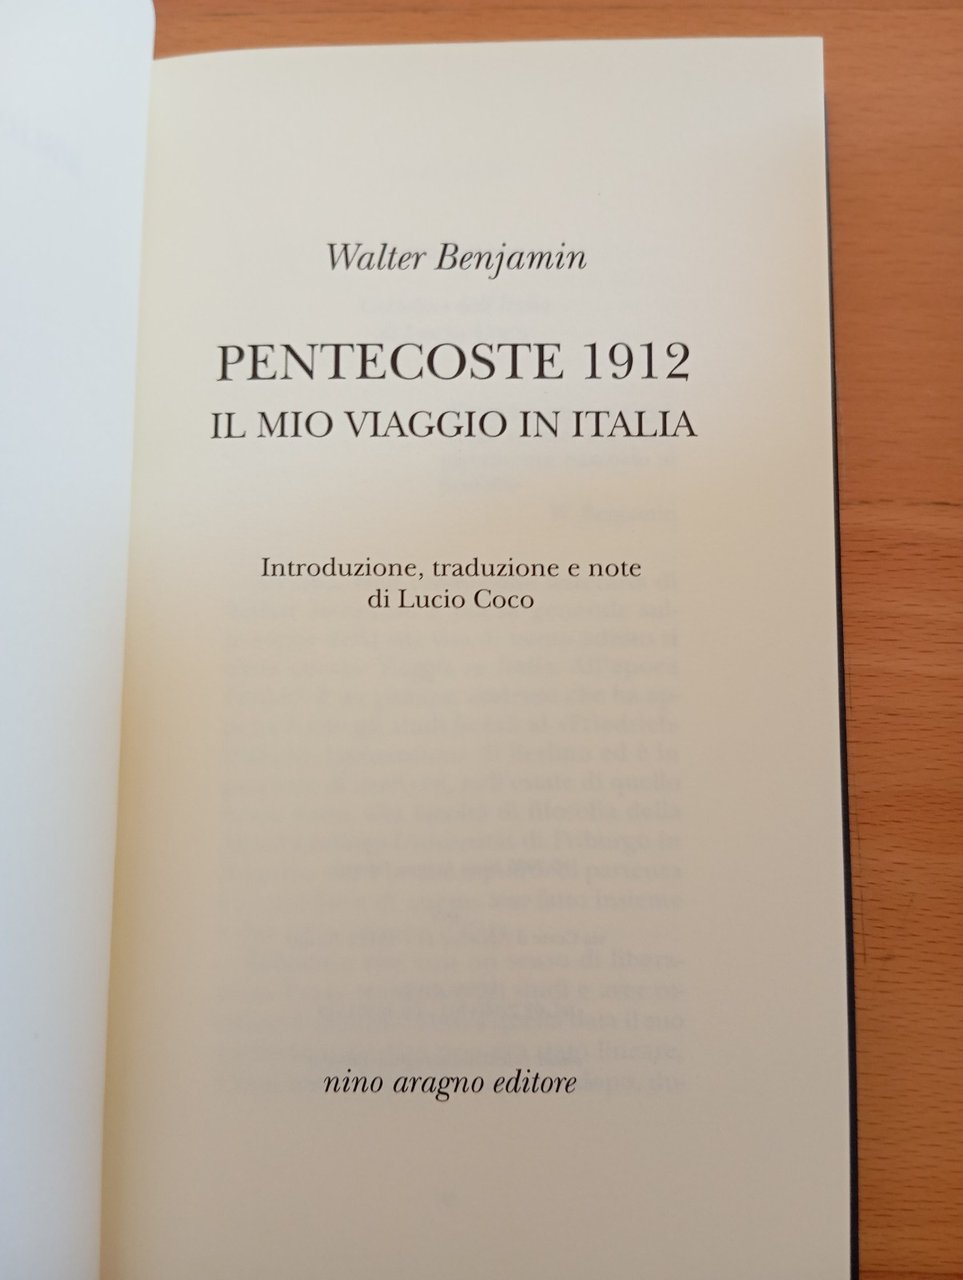 Walter Benjamin
PENTECOSTE 1912
IL MIO VIAGGIO IN ITALIA
Introduzione, traduzione e note
di Lucio Coco
nino aragno editore